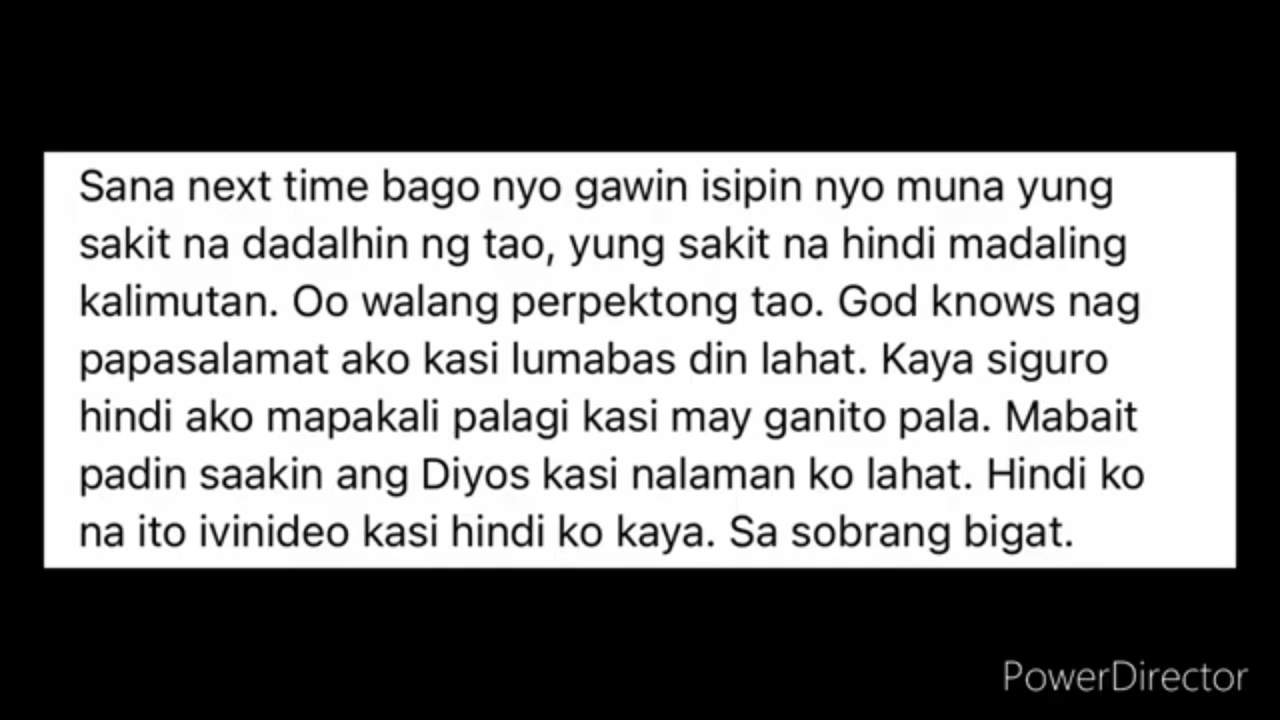 Sana next time bago nyo gawin isipin nyo muna yung
sakit na dadalhin ng tao, yung sakit na hindi madaling
kalimutan. Oo walang perpektong tao. God knows nag
papasalamat ako kasi lumabas din lahat. Kaya siguro
hindi ako mapakali palagi kasi may ganito pala. Mabait
padin saakin ang Diyos kasi nalaman ko lahat. Hindi ko
na ito ivinideo kasi hindi ko kaya. Sa sobrang bigat.
PowerDirector